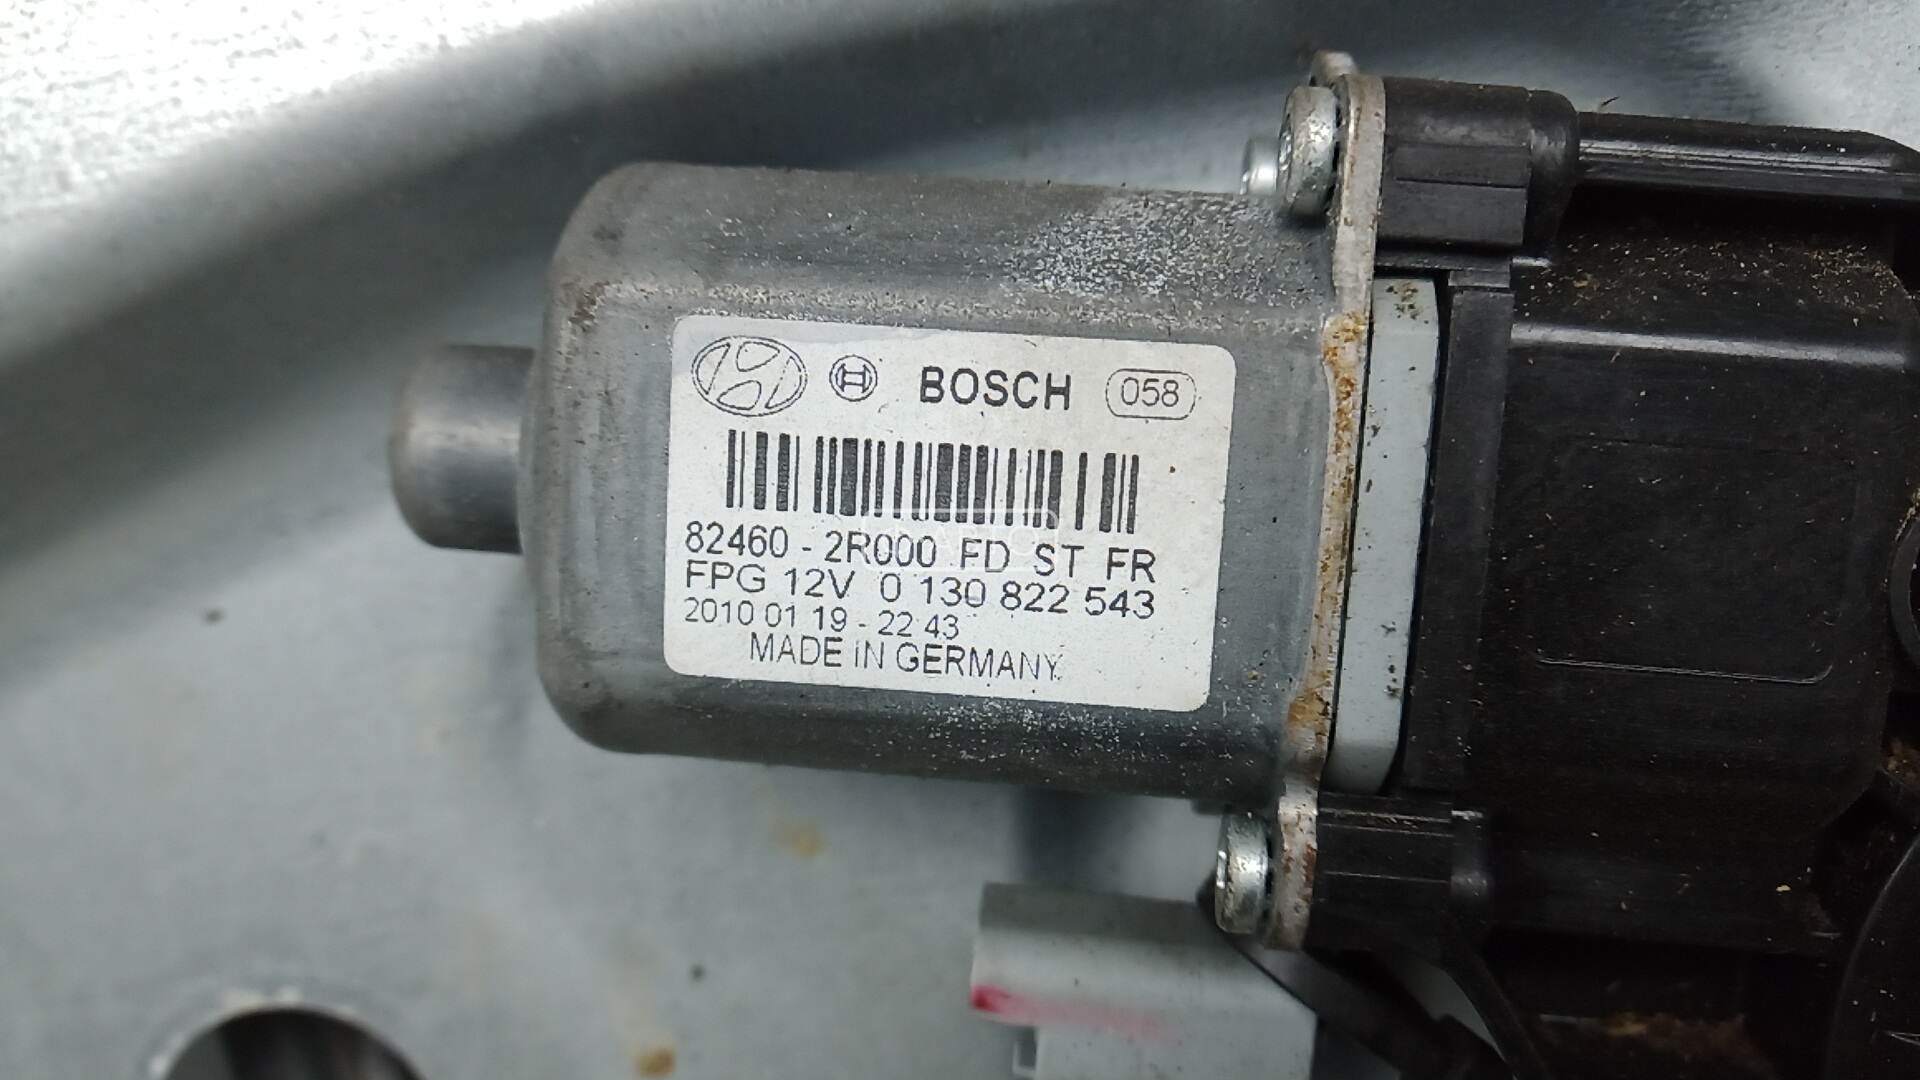 BOSCH 058
82460 - 2R000 FD ST FR
FPG 12V 0 130 822 543
2010 01 19 - 22 43
MADE IN GERMANY